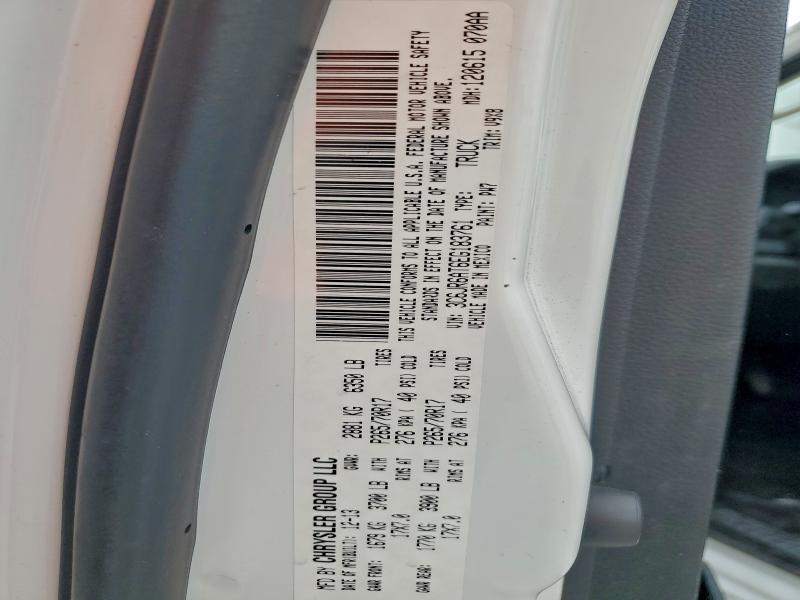 MFD BY CHRYSLER GROUP LLC
DATE OF MFR(BUILT): 12-13 GVWR: 2881 KG 6350 LB
GAWR FRONT: 1679 KG 3700 LB WITH P265/70R17 TIRES
17X7.0 RIMS AT 276 KPA ( 40 PSI) COLD
GAWR REAR: 1770 KG 3900 LB WITH P265/70R17 TIRES
17X7.0 RIMS AT 276 KPA ( 40 PSI) COLD
THIS VEHICLE CONFORMS TO ALL APPLICABLE U.S.A. FEDERAL MOTOR VEHICLE SAFETY
STANDARDS IN EFFECT ON THE DATE OF MANUFACTURE SHOWN ABOVE.
VIN: 3C6JR6AT6EG183761 TYPE: TRUCK MDH: 120615 070AA
VEHICLE MADE IN MEXICO PAINT: PW7 TRIM: V9X8